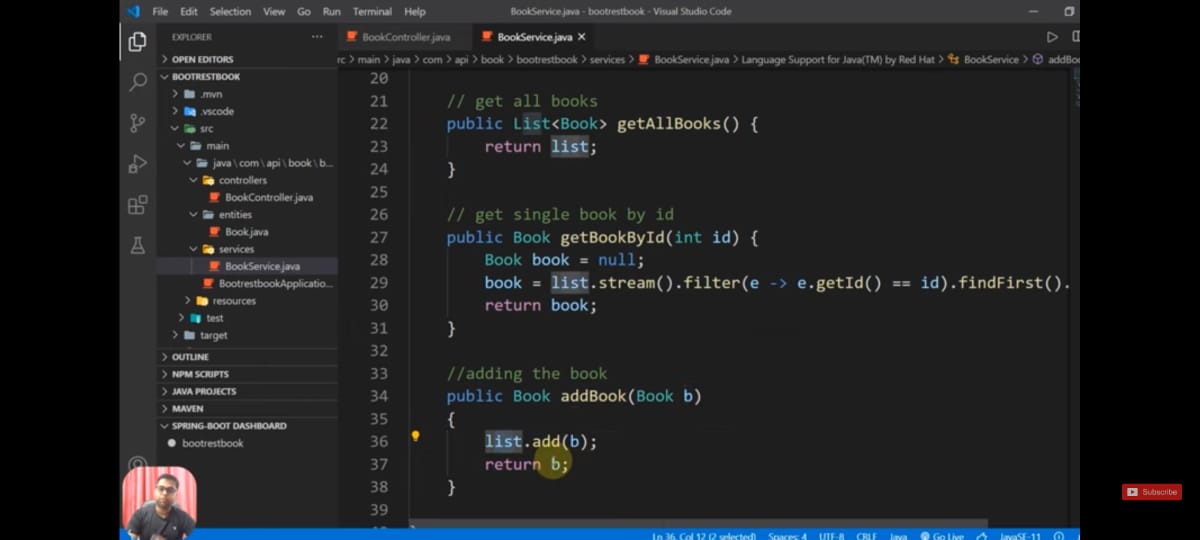 File Edit Selection View Go Run Terminal Help
BookService.java - bootrestbook - Visual Studio Code
EXPLORER
BookController.java
BookService.java
OPEN EDITORS
rc > main > java > com > api > book > bootrestbook > services > BookService.java > Language Support for Java(TM) by Red Hat > BookService > addBo
BOOTRESTBOOK
.mvn
.vscode
src
main
java \ com \ api \ book \ b...
controllers
BookController.java
entities
Book.java
services
BookService.java
BootrestbookApplicatio...
resources
test
target
OUTLINE
NPM SCRIPTS
JAVA PROJECTS
MAVEN
SPRING-BOOT DASHBOARD
bootrestbook
20
21 // get all books
22 public List<Book> getAllBooks() {
23 return list;
24 }
25
26 // get single book by id
27 public Book getBookById(int id) {
28 Book book = null;
29 book = list.stream().filter(e -> e.getId() == id).findFirst().
30 return book;
31 }
32
33 //adding the book
34 public Book addBook(Book b)
35 {
36 list.add(b);
37 return b;
38 }
39
Ln 36, Col 12 (2 selected) Spaces: 4 UTF-8 CRLF Java Go Live JavaSE-11
Subscribe